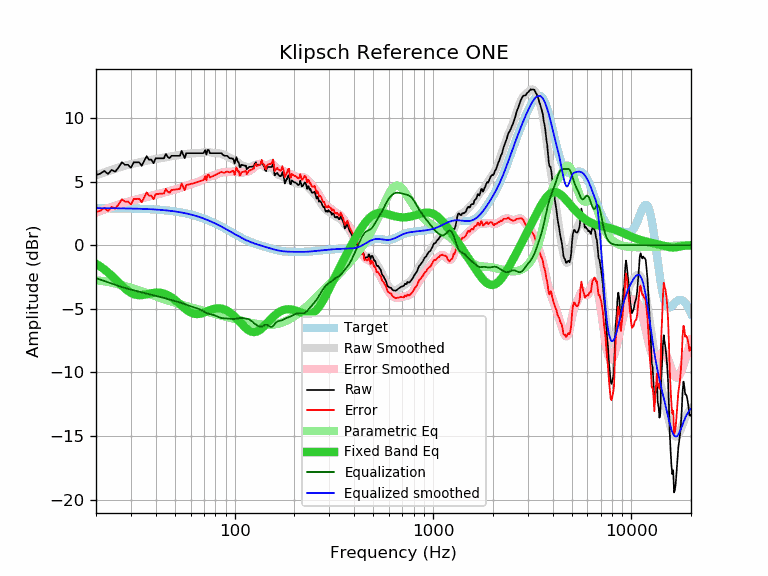 Klipsch Reference ONE
Amplitude (dBr)
10
5
0
−5
−10
−15
−20
Target
Raw Smoothed
Error Smoothed
Raw
Error
Parametric Eq
Fixed Band Eq
Equalization
Equalized smoothed
100
1000
10000
Frequency (Hz)